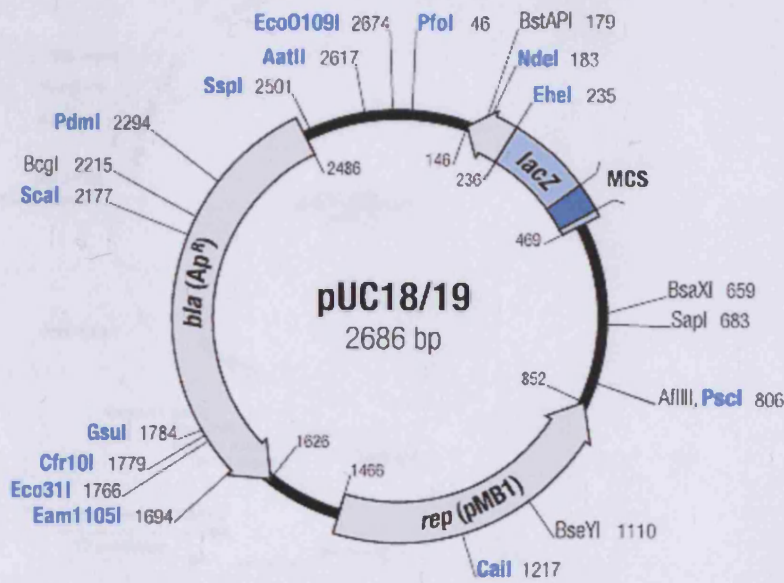 EcoO109I 2674
PfoI 46
BstAPI 179
AatII 2617
NdeI 183
SspI 2501
EheI 235
PdmI 2294
146
2486
236
lacZ
MCS
BcgI 2215
ScaI 2177
469
bla (ApR)
pUC18/19
2686 bp
BsaXI 659
SapI 683
852
AflIII, PscI 806
GsuI 1784
1626
1466
Cfr10I 1779
Eco31I 1766
Eam1105I 1694
rep (pMB1)
BseYI 1110
CaiI 1217